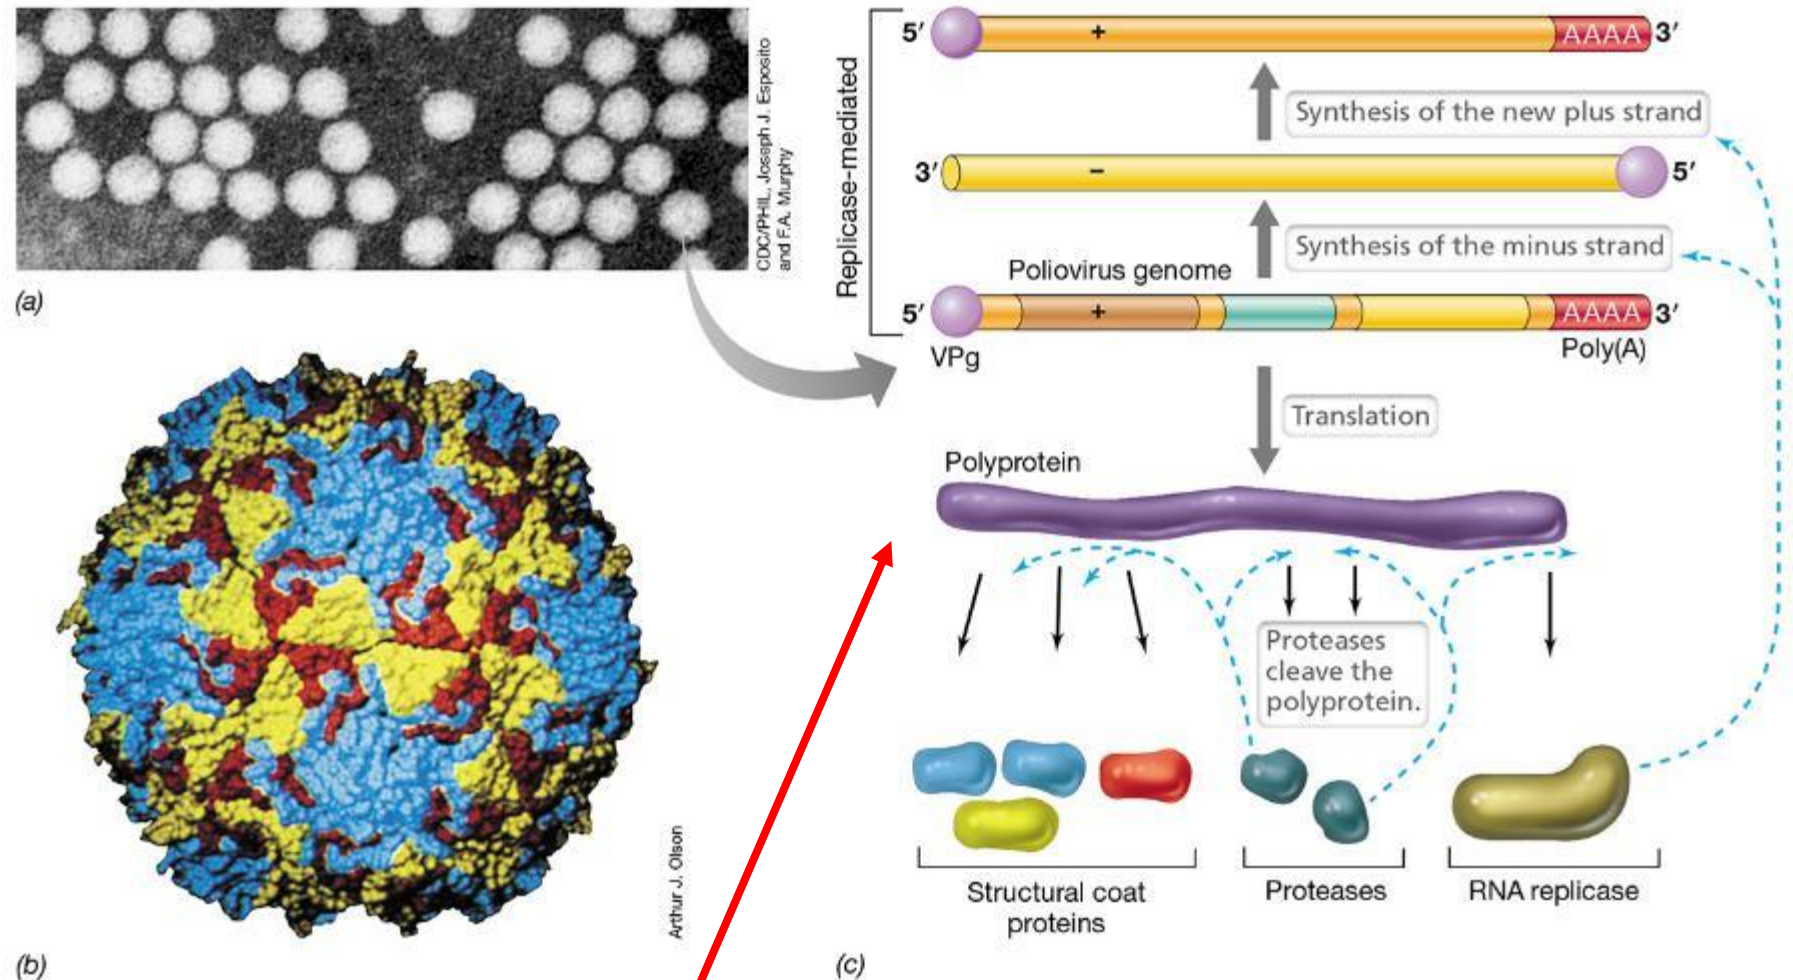 CDC/PHIL, Joseph J. Esposito
and F.A. Murphy
(a)
Arthur J. Olson
(b)
Replicase-mediated
5′ + AAAA 3′
Synthesis of the new plus strand
3′ − 5′
Synthesis of the minus strand
Poliovirus genome
5′ + AAAA 3′
VPg
Poly(A)
Translation
Polyprotein
Proteases
cleave the
polyprotein.
Structural coat
proteins
Proteases
RNA replicase
(c)